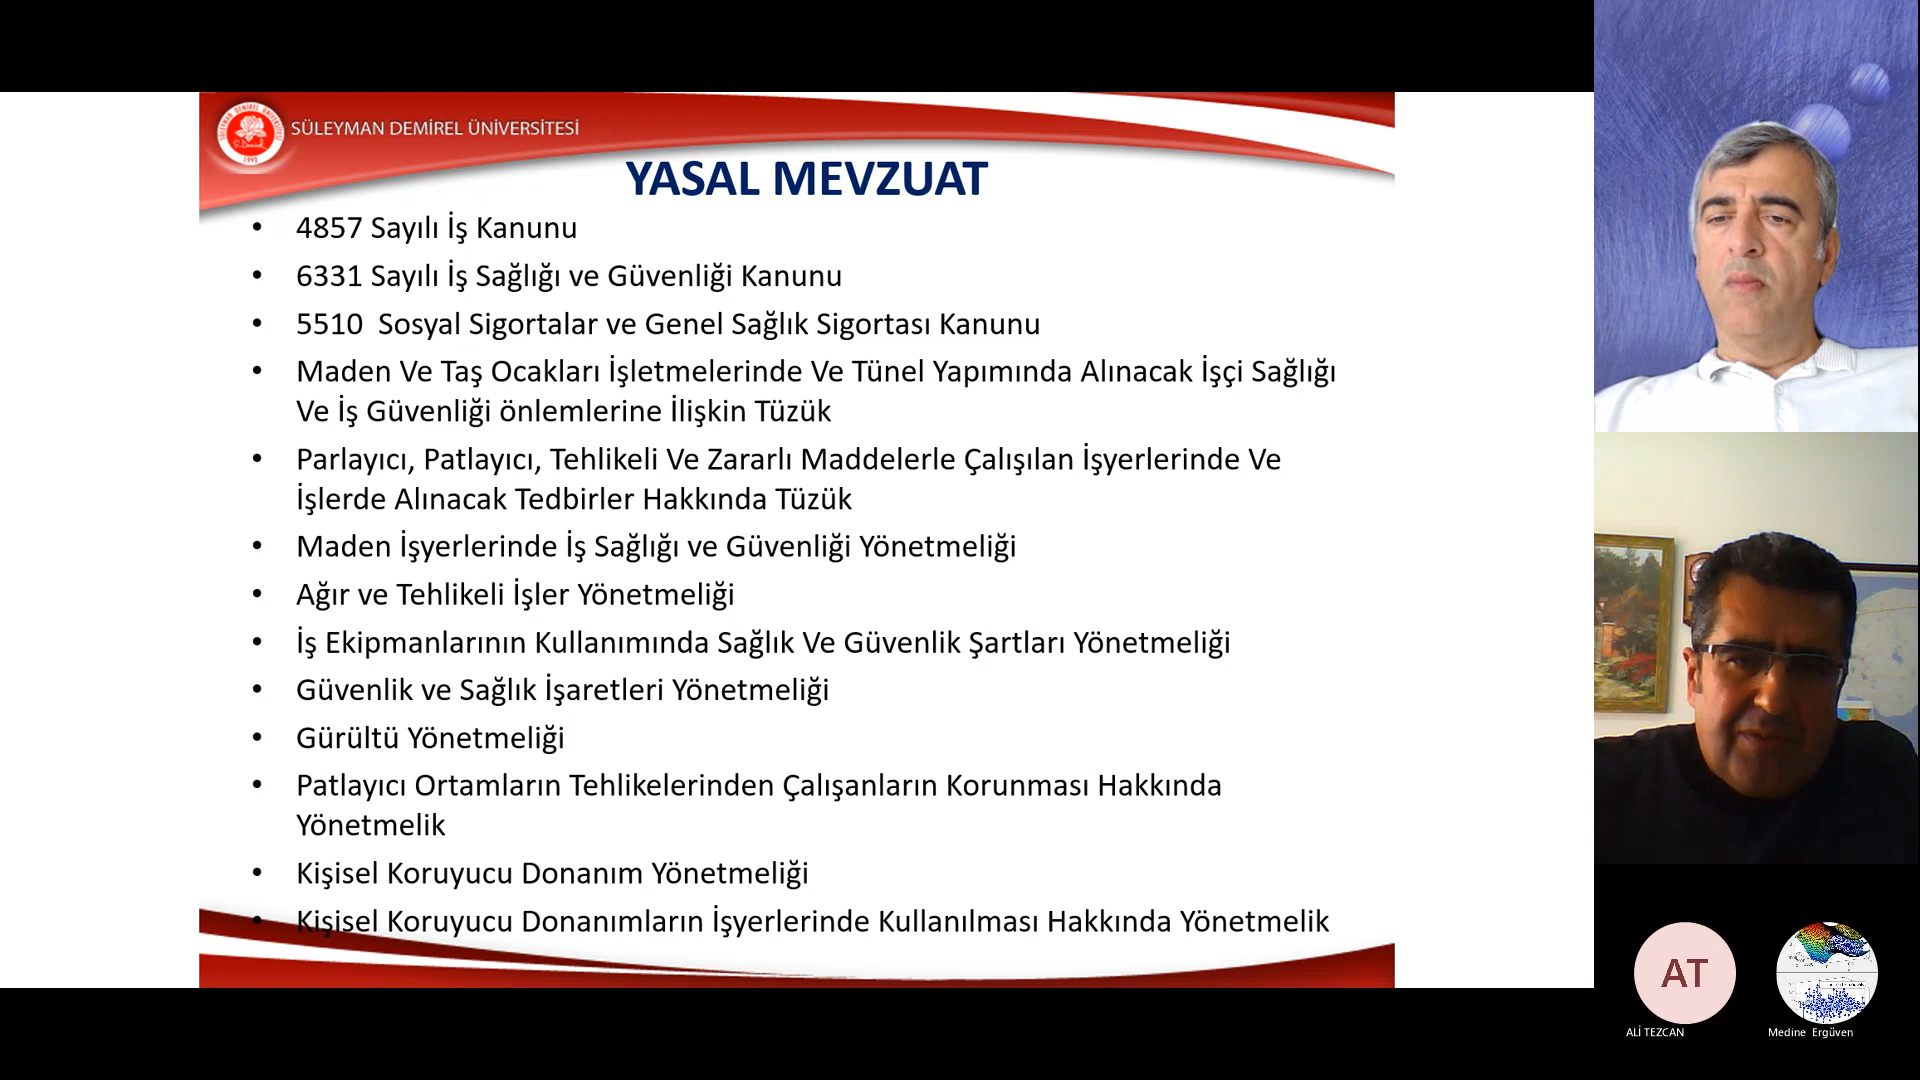 SÜLEYMAN DEMİREL ÜNİVERSİTESİ
YASAL MEVZUAT
• 4857 Sayılı İş Kanunu
• 6331 Sayılı İş Sağlığı ve Güvenliği Kanunu
• 5510  Sosyal Sigortalar ve Genel Sağlık Sigortası Kanunu
• Maden Ve Taş Ocakları İşletmelerinde Ve Tünel Yapımında Alınacak İşçi Sağlığı
Ve İş Güvenliği önlemlerine İlişkin Tüzük
• Parlayıcı, Patlayıcı, Tehlikeli Ve Zararlı Maddelerle Çalışılan İşyerlerinde Ve
İşlerde Alınacak Tedbirler Hakkında Tüzük
• Maden İşyerlerinde İş Sağlığı ve Güvenliği Yönetmeliği
• Ağır ve Tehlikeli İşler Yönetmeliği
• İş Ekipmanlarının Kullanımında Sağlık Ve Güvenlik Şartları Yönetmeliği
• Güvenlik ve Sağlık İşaretleri Yönetmeliği
• Gürültü Yönetmeliği
• Patlayıcı Ortamların Tehlikelerinden Çalışanların Korunması Hakkında
Yönetmelik
• Kişisel Koruyucu Donanım Yönetmeliği
• Kişisel Koruyucu Donanımların İşyerlerinde Kullanılması Hakkında Yönetmelik
AT
ALİ TEZCAN
Medine Ergüven